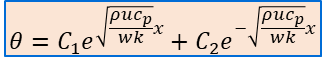 θ = C₁e^{√(ρuc_p/wk) x} + C₂e^{-√(ρuc_p/wk) x}